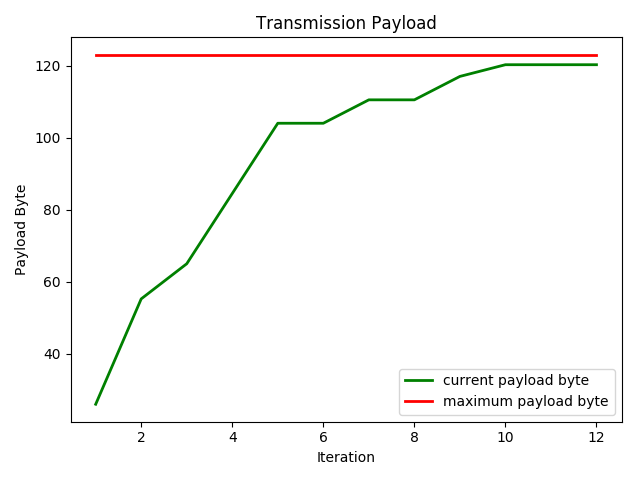 Transmission Payload
Payload Byte
120
100
80
60
40
2
4
6
8
10
12
Iteration
current payload byte
maximum payload byte